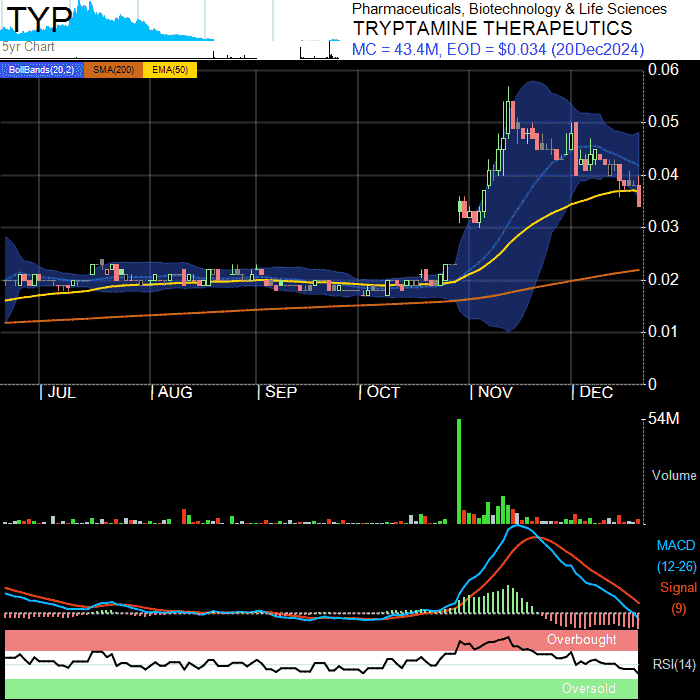 TYP
5yr Chart
Pharmaceuticals, Biotechnology & Life Sciences
TRYPTAMINE THERAPEUTICS
MC = 43.4M, EOD = $0.034 (20Dec2024)
BollBands(20,2) SMA(200) EMA(50)
0.06
0.05
0.04
0.03
0.02
0.01
0
JUL AUG SEP OCT NOV DEC
54M
Volume
MACD
(12-26)
Signal
(9)
Overbought
RSI(14)
Oversold